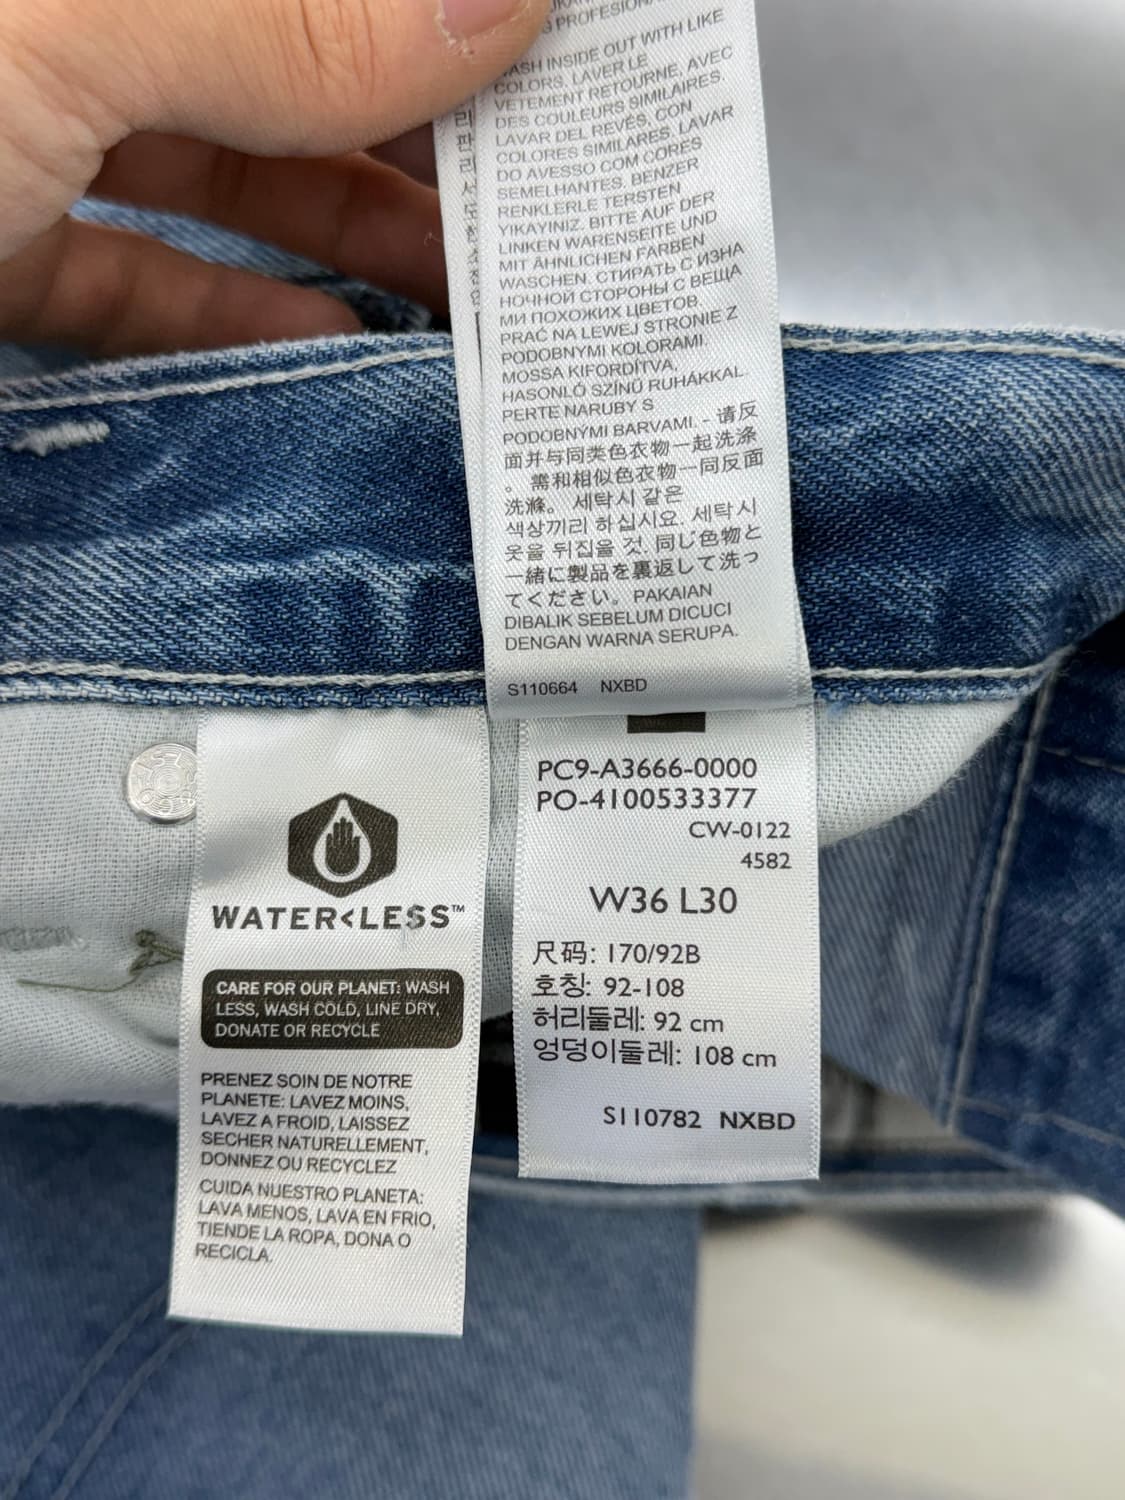 PROFESIONA
WASH INSIDE OUT WITH LIKE
COLORS, LAVER LE
VETEMENT RETOURNE, AVEC
DES COULEURS SIMILAIRES.
LAVAR DEL REVÉS, CON
COLORES SIMILARES, LAVAR
DO AVESSO COM CORES
SEMELHANTES. BENZER
RENKLERLE TERSTEN
YIKAYINIZ. BITTE AUF DER
LINKEN WARENSEITE UND
MIT ÄHNLICHEN FARBEN
WASCHEN. СТИРАТЬ С ИЗНА
НОЧНОЙ СТОРОНЫ С ВЕЩА
МИ ПОХОЖИХ ЦВЕТОВ.
PRAĆ NA LEWEJ STRONIE Z
PODOBNYMI KOLORAMI.
MOSSA KIFORDÍTVA,
HASONLÓ SZÍNŰ RUHÁKKAL.
PERTE NARUBY S
PODOBNÝMI BARVAMI. - 请反
面并与同类色衣物一起洗涤
。需和相似色衣物一同反面
洗滌。 세탁시 같은
색상끼리 하십시요. 세탁시
옷을 뒤집을 것. 同じ色物と
一緒に製品を裏返して洗っ
てください。PAKAIAN
DIBALIK SEBELUM DICUCI
DENGAN WARNA SERUPA.
S110664 NXBD
WATER<LESS™
CARE FOR OUR PLANET: WASH
LESS, WASH COLD, LINE DRY,
DONATE OR RECYCLE
PRENEZ SOIN DE NOTRE
PLANETE: LAVEZ MOINS,
LAVEZ A FROID, LAISSEZ
SECHER NATURELLEMENT,
DONNEZ OU RECYCLEZ
CUIDA NUESTRO PLANETA:
LAVA MENOS, LAVA EN FRIO,
TIENDE LA ROPA, DONA O
RECICLA.
PC9-A3666-0000
PO-4100533377
CW-0122
4582
W36 L30
尺码: 170/92B
호칭: 92-108
허리둘레: 92 cm
엉덩이둘레: 108 cm
S110782 NXBD